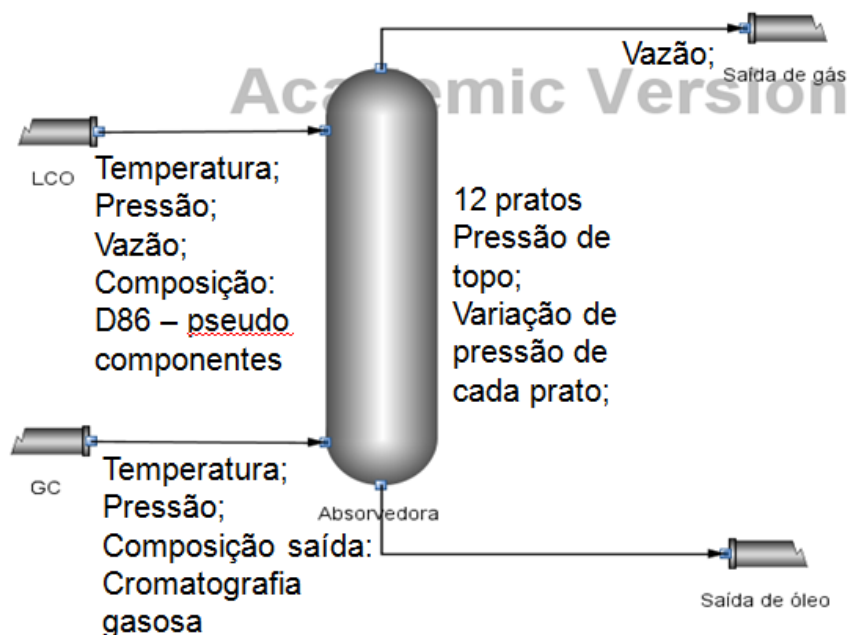 Academic Version
Vazão;
Saída de gás
LCO
Temperatura;
Pressão;
Vazão;
Composição:
D86 – pseudo
componentes
12 pratos
Pressão de
topo;
Variação de
pressão de
cada prato;
GC
Temperatura;
Pressão;
Composição saída:
Cromatografia
gasosa
Absorvedora
Saída de óleo